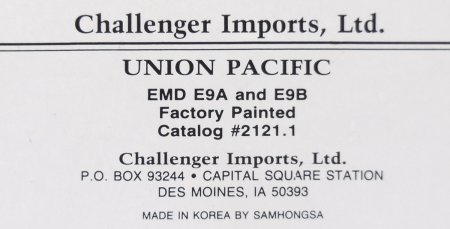 Challenger Imports, Ltd.
UNION PACIFIC
EMD E9A and E9B
Factory Painted
Catalog #2121.1
Challenger Imports, Ltd.
P.O. BOX 93244 • CAPITAL SQUARE STATION
DES MOINES, IA 50393
MADE IN KOREA BY SAMHONGSA